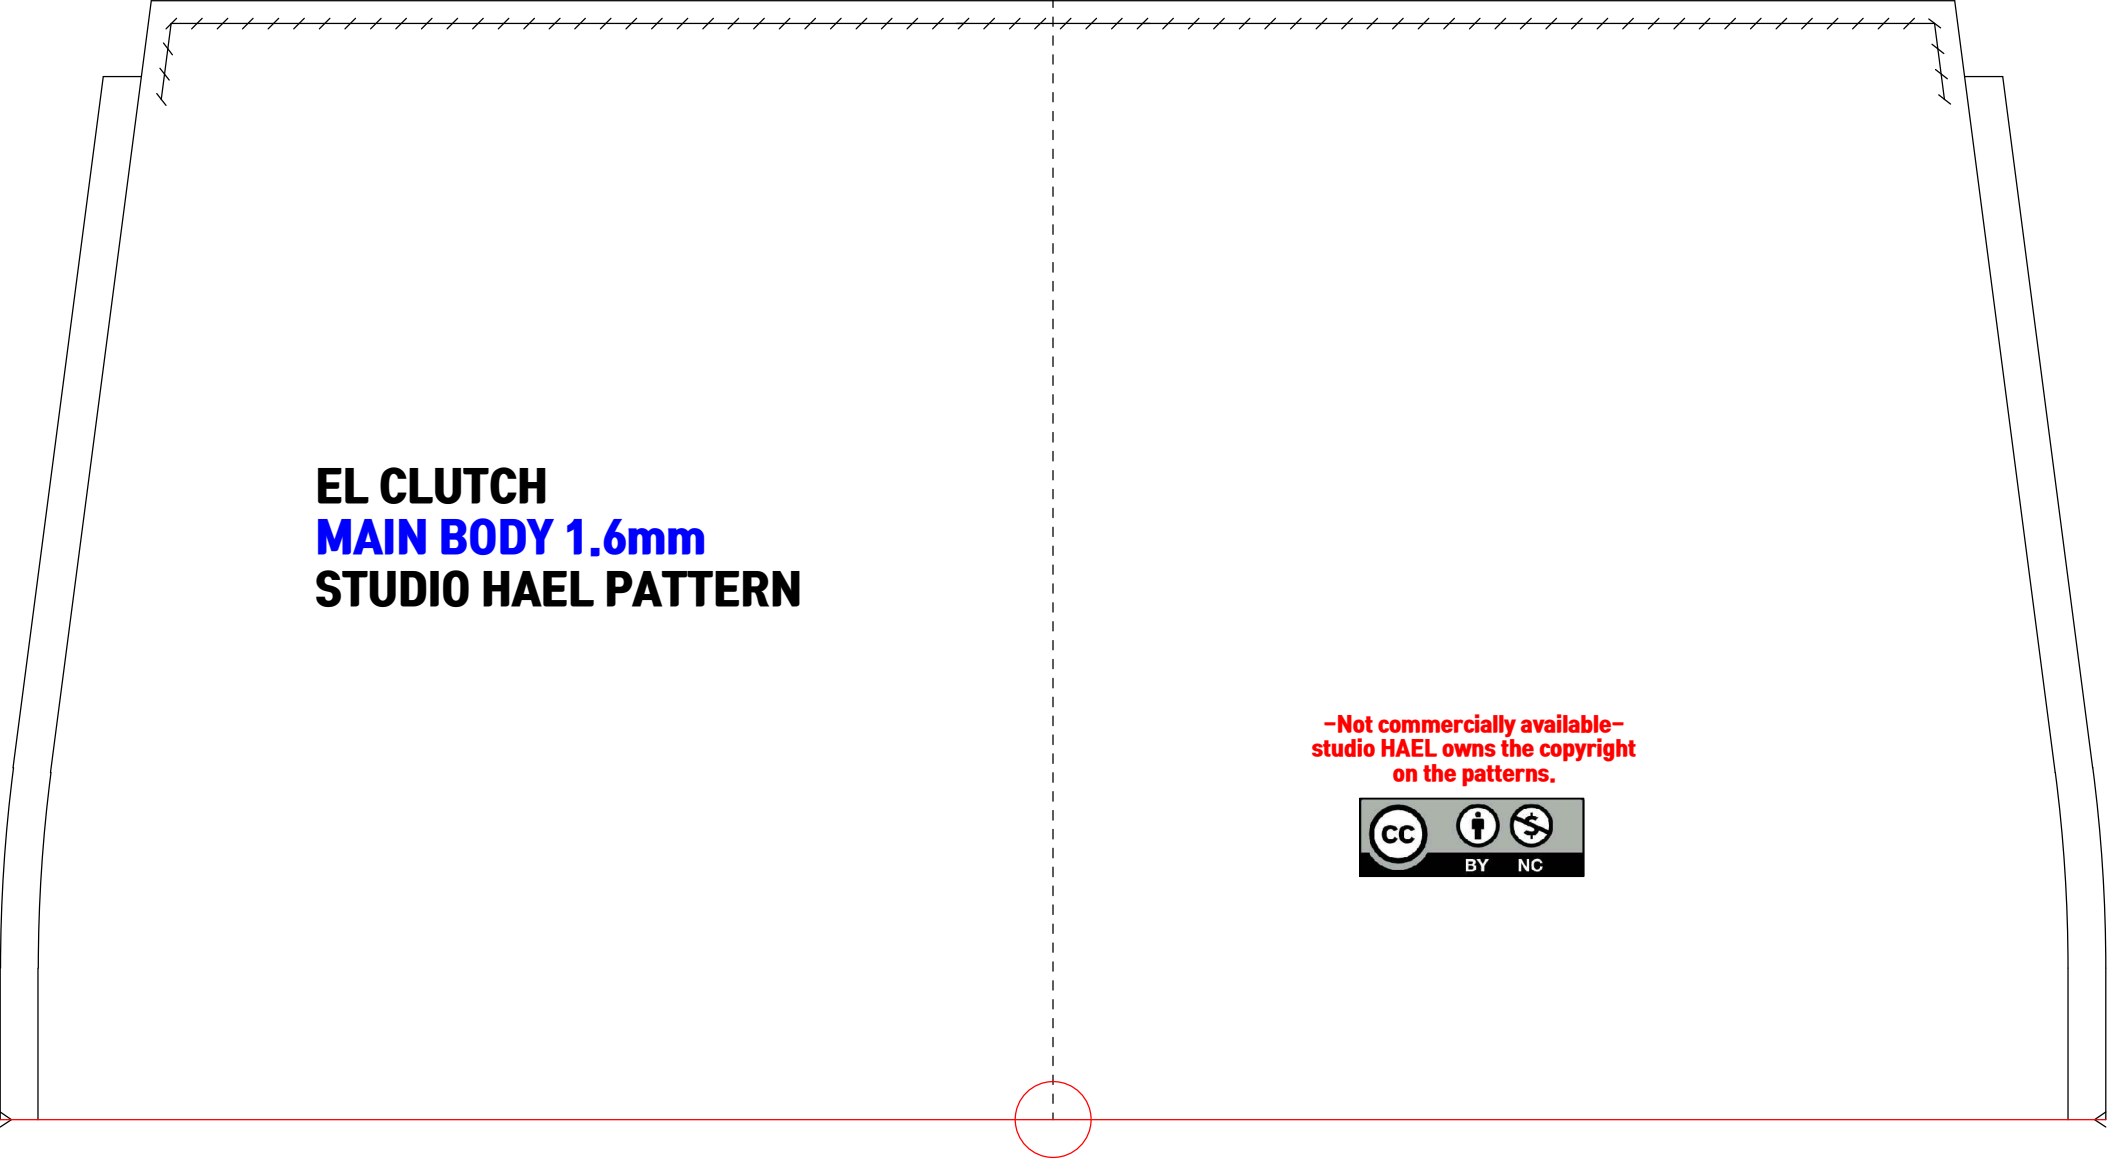 EL CLUTCH
MAIN BODY 1.6mm
STUDIO HAEL PATTERN
-Not commercially available-
studio HAEL owns the copyright
on the patterns.
CC
BY NC